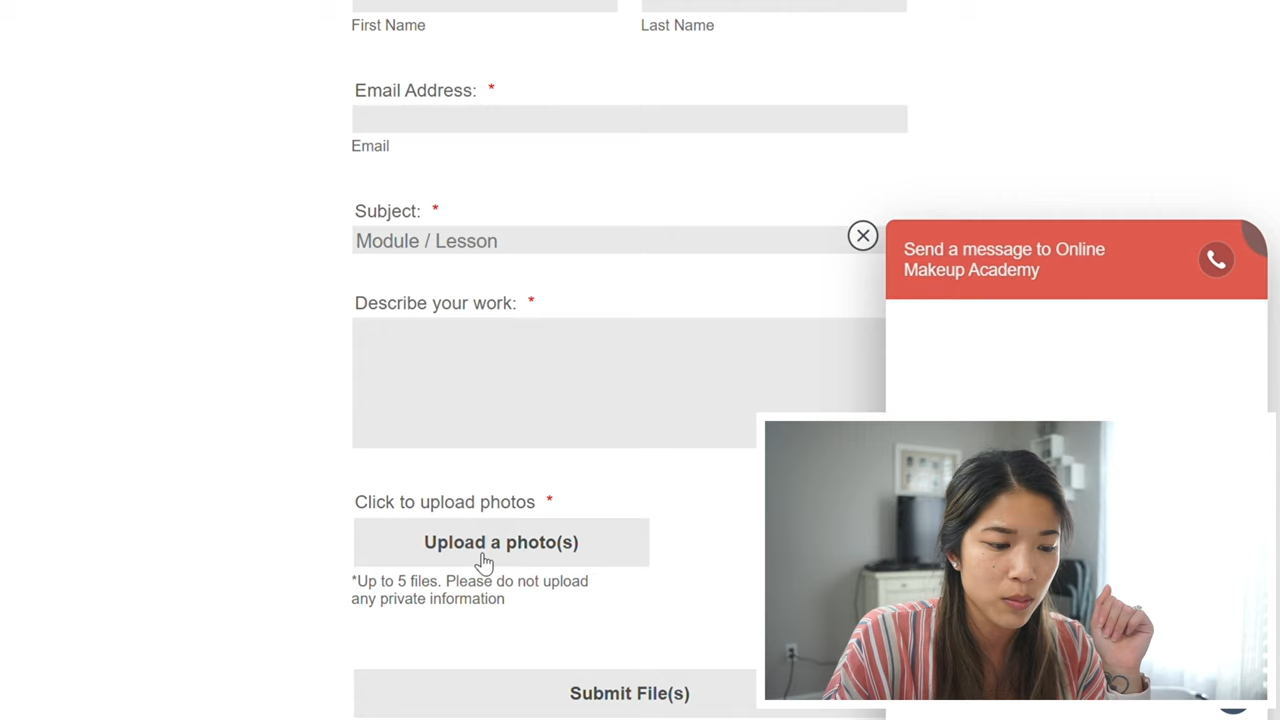 First Name
Last Name
Email Address: *
Email
Subject: *
Module / Lesson
Send a message to Online
Makeup Academy
Describe your work: *
Click to upload photos *
Upload a photo(s)
*Up to 5 files. Please do not upload
any private information
Submit File(s)